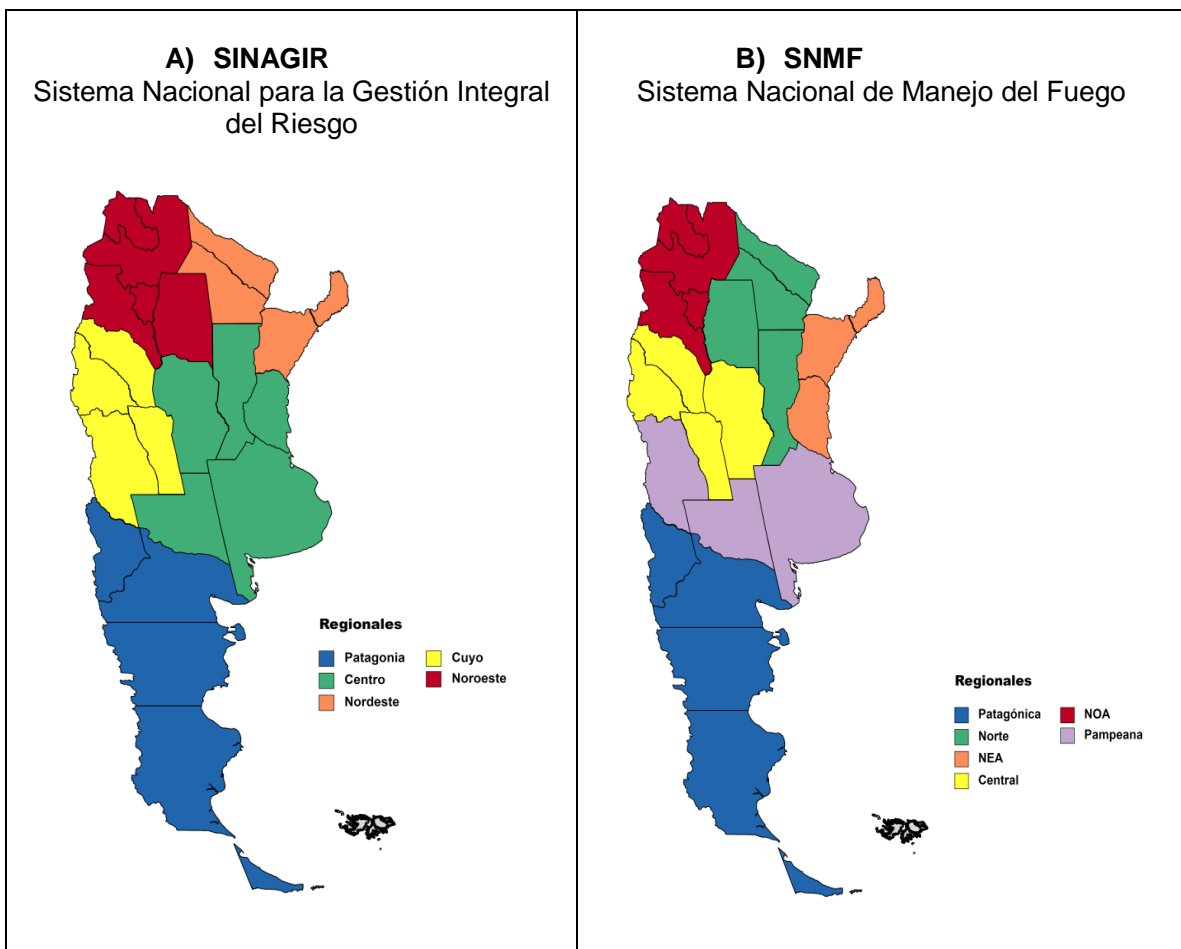 A) SINAGIR
Sistema Nacional para la Gestión Integral
del Riesgo
Regionales
Patagonia
Centro
Nordeste
Cuyo
Noroeste
B) SNMF
Sistema Nacional de Manejo del Fuego
Regionales
Patagónica
Norte
NEA
Central
NOA
Pampeana